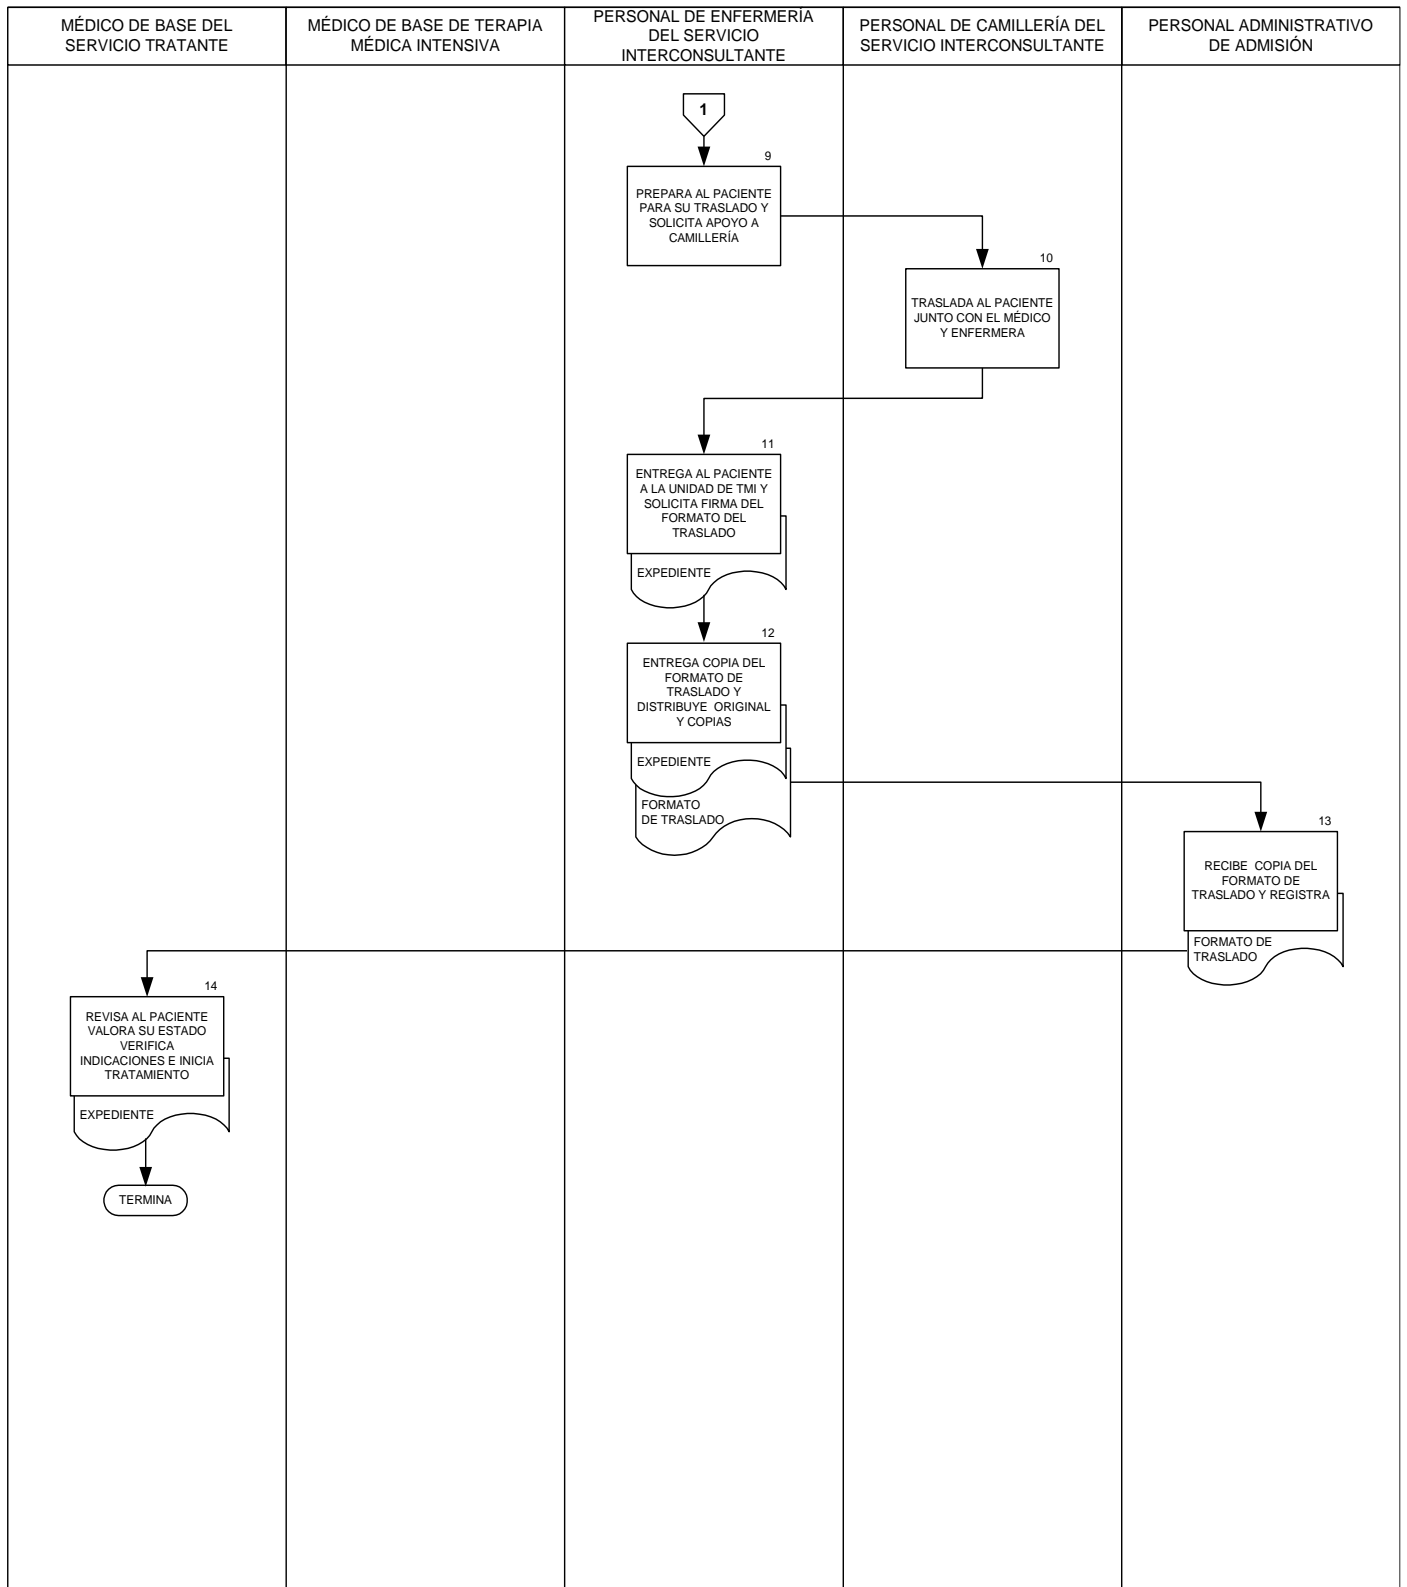 MÉDICO DE BASE DEL
SERVICIO TRATANTE
MÉDICO DE BASE DE TERAPIA
MÉDICA INTENSIVA
PERSONAL DE ENFERMERÍA
DEL SERVICIO
INTERCONSULTANTE
PERSONAL DE CAMILLERÍA DEL
SERVICIO INTERCONSULTANTE
PERSONAL ADMINISTRATIVO
DE ADMISIÓN
1
9
PREPARA AL PACIENTE
PARA SU TRASLADO Y
SOLICITA APOYO A
CAMILLERÍA
10
TRASLADA AL PACIENTE
JUNTO CON EL MÉDICO
Y ENFERMERA
11
ENTREGA AL PACIENTE
A LA UNIDAD DE TMI Y
SOLICITA FIRMA DEL
FORMATO DEL
TRASLADO
EXPEDIENTE
12
ENTREGA COPIA DEL
FORMATO DE
TRASLADO Y
DISTRIBUYE ORIGINAL
Y COPIAS
EXPEDIENTE
FORMATO
DE TRASLADO
13
RECIBE COPIA DEL
FORMATO DE
TRASLADO Y REGISTRA
FORMATO DE
TRASLADO
14
REVISA AL PACIENTE
VALORA SU ESTADO
VERIFICA
INDICACIONES E INICIA
TRATAMIENTO
EXPEDIENTE
TERMINA